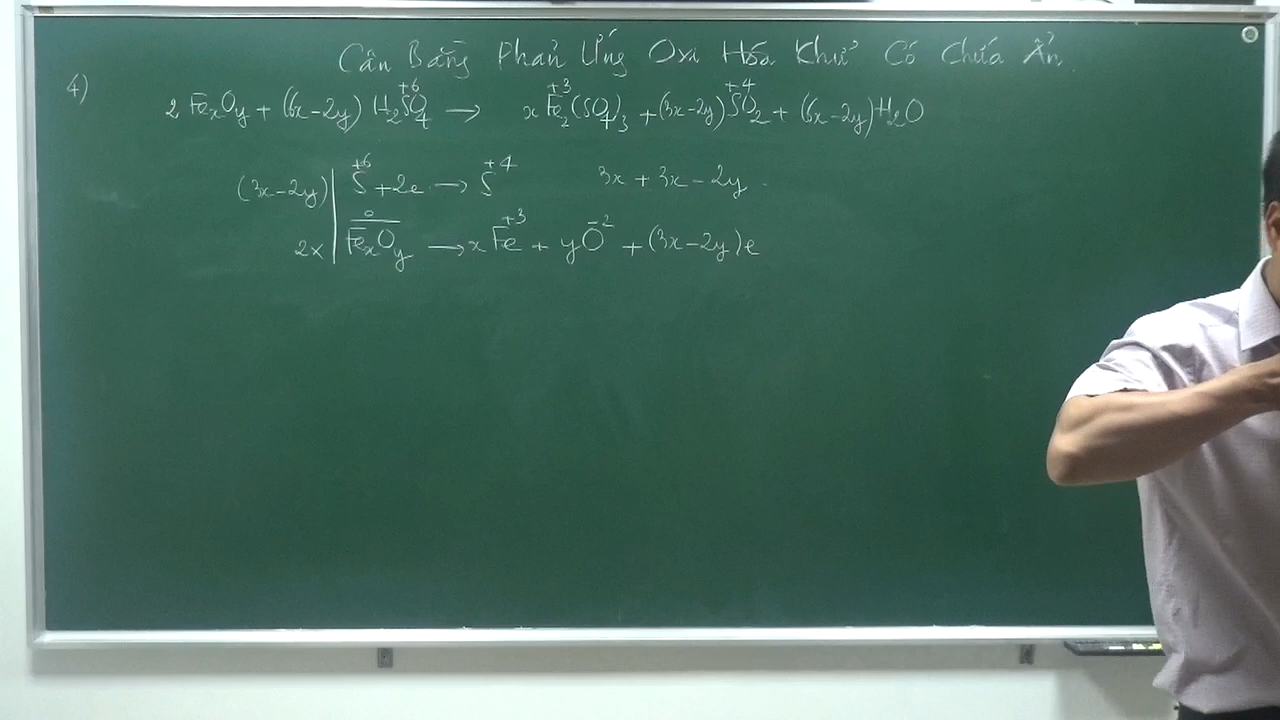 Cân Bằng Phản Ứng Oxi Hóa Khử Có Chứa Ẩn
4)
2 FexOy + (6x-2y) H₂S⁺⁶O₄ → x Fe⁺³₂(SO₄)₃ + (3x-2y) S⁺⁴O₂ + (6x-2y) H₂O
(3x-2y) | S⁺⁶ + 2e → S⁺⁴ 3x + 3x - 2y
2x | FexOy⁰ → x Fe⁺³ + y O⁻² + (3x-2y)e